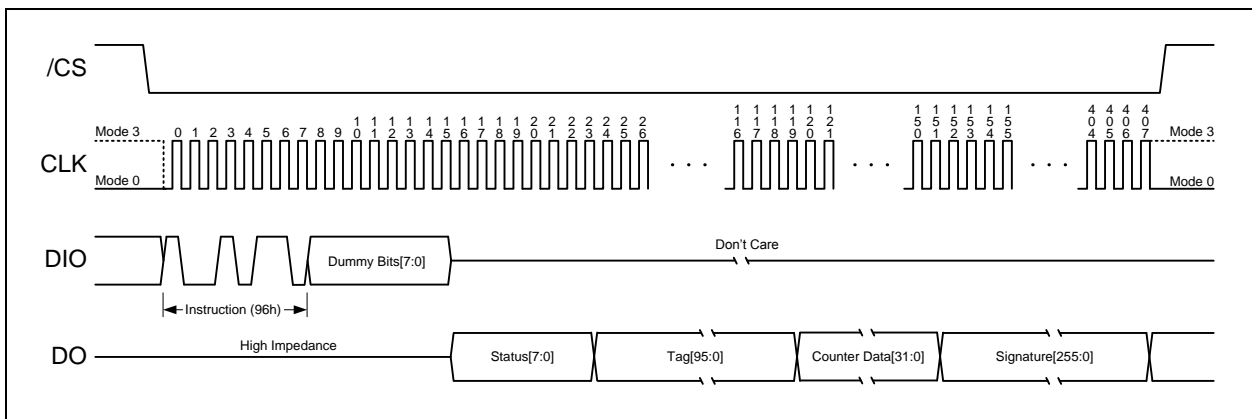 /CS
0 1 2 3 4 5 6 7 8 9 10 11 12 13 14 15 16 17 18 19 20 21 22 23 24 25 26 116 117 118 119 120 121 150 151 152 153 154 155 404 405 406 407
Mode 3
Mode 3
CLK
. . .
. . .
. . .
Mode 0
Mode 0
DIO
Dummy Bits[7:0]
Don't Care
Instruction (96h)
DO
High Impedance
Status[7:0]
Tag[95:0]
Counter Data[31:0]
Signature[255:0]